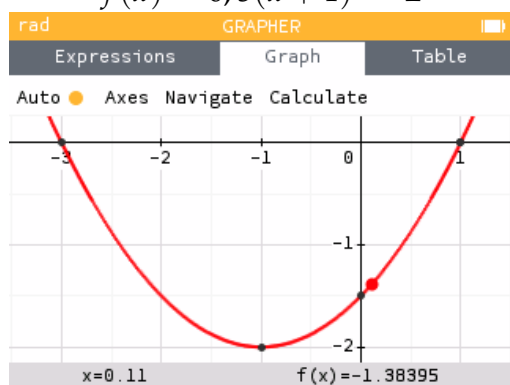 rad GRAPHER
Expressions Graph Table
Auto Axes Navigate Calculate
-3 -2 -1 0 1
-1
-2
x=0.11 f(x)=-1.38395